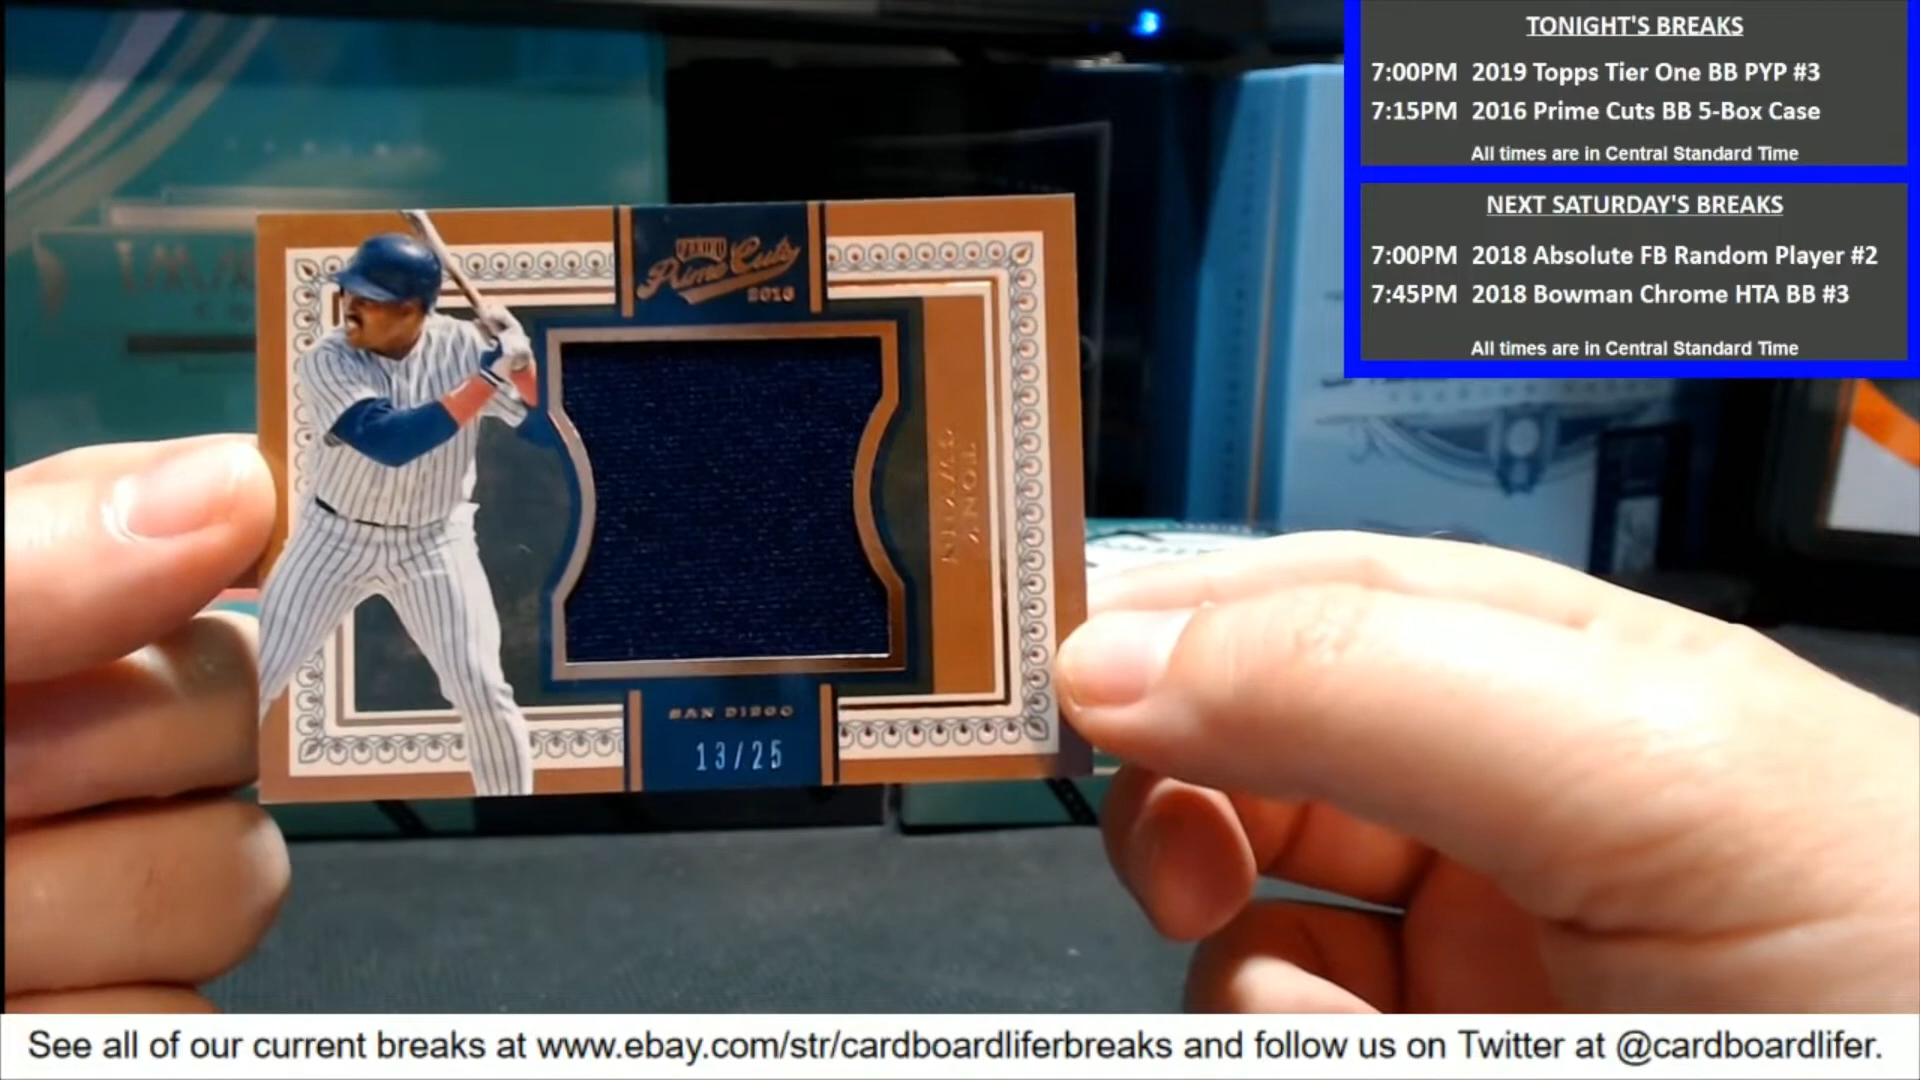 TONIGHT'S BREAKS
7:00PM 2019 Topps Tier One BB PYP #3
7:15PM 2016 Prime Cuts BB 5-Box Case
All times are in Central Standard Time
NEXT SATURDAY'S BREAKS
7:00PM 2018 Absolute FB Random Player #2
7:45PM 2018 Bowman Chrome HTA BB #3
All times are in Central Standard Time
PANINI
Prime Cuts
2016
TONY
GWYNN
SAN DIEGO
13/25
See all of our current breaks at www.ebay.com/str/cardboardliferbreaks and follow us on Twitter at @cardboardlifer.